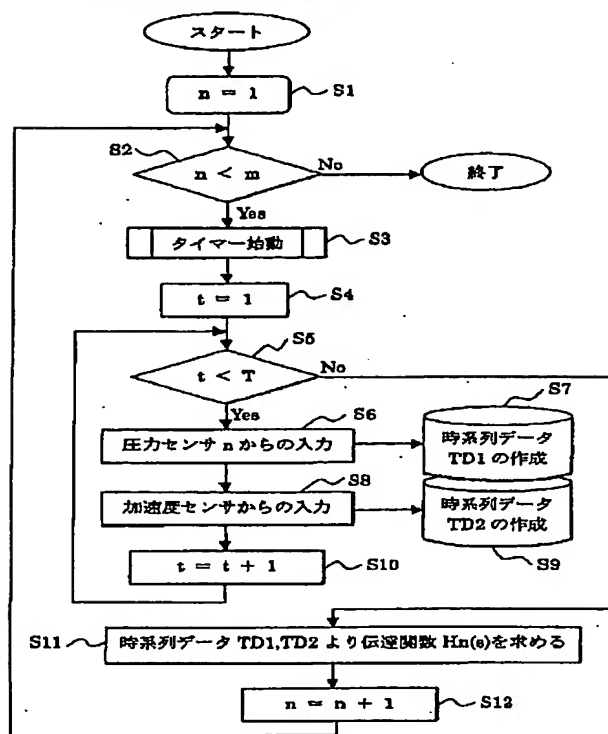 スタート
n = 1
S1
S2
n < m
No
終了
Yes
タイマー始動
S3
t = 1
S4
S5
t < T
No
Yes
S6
圧力センサ n からの入力
S7
時系列データ
TD1 の作成
S8
加速度センサからの入力
時系列データ
TD2 の作成
S9
t = t + 1
S10
S11
時系列データ TD1,TD2 より伝達関数 Hn(s)を求める
n = n + 1
S12